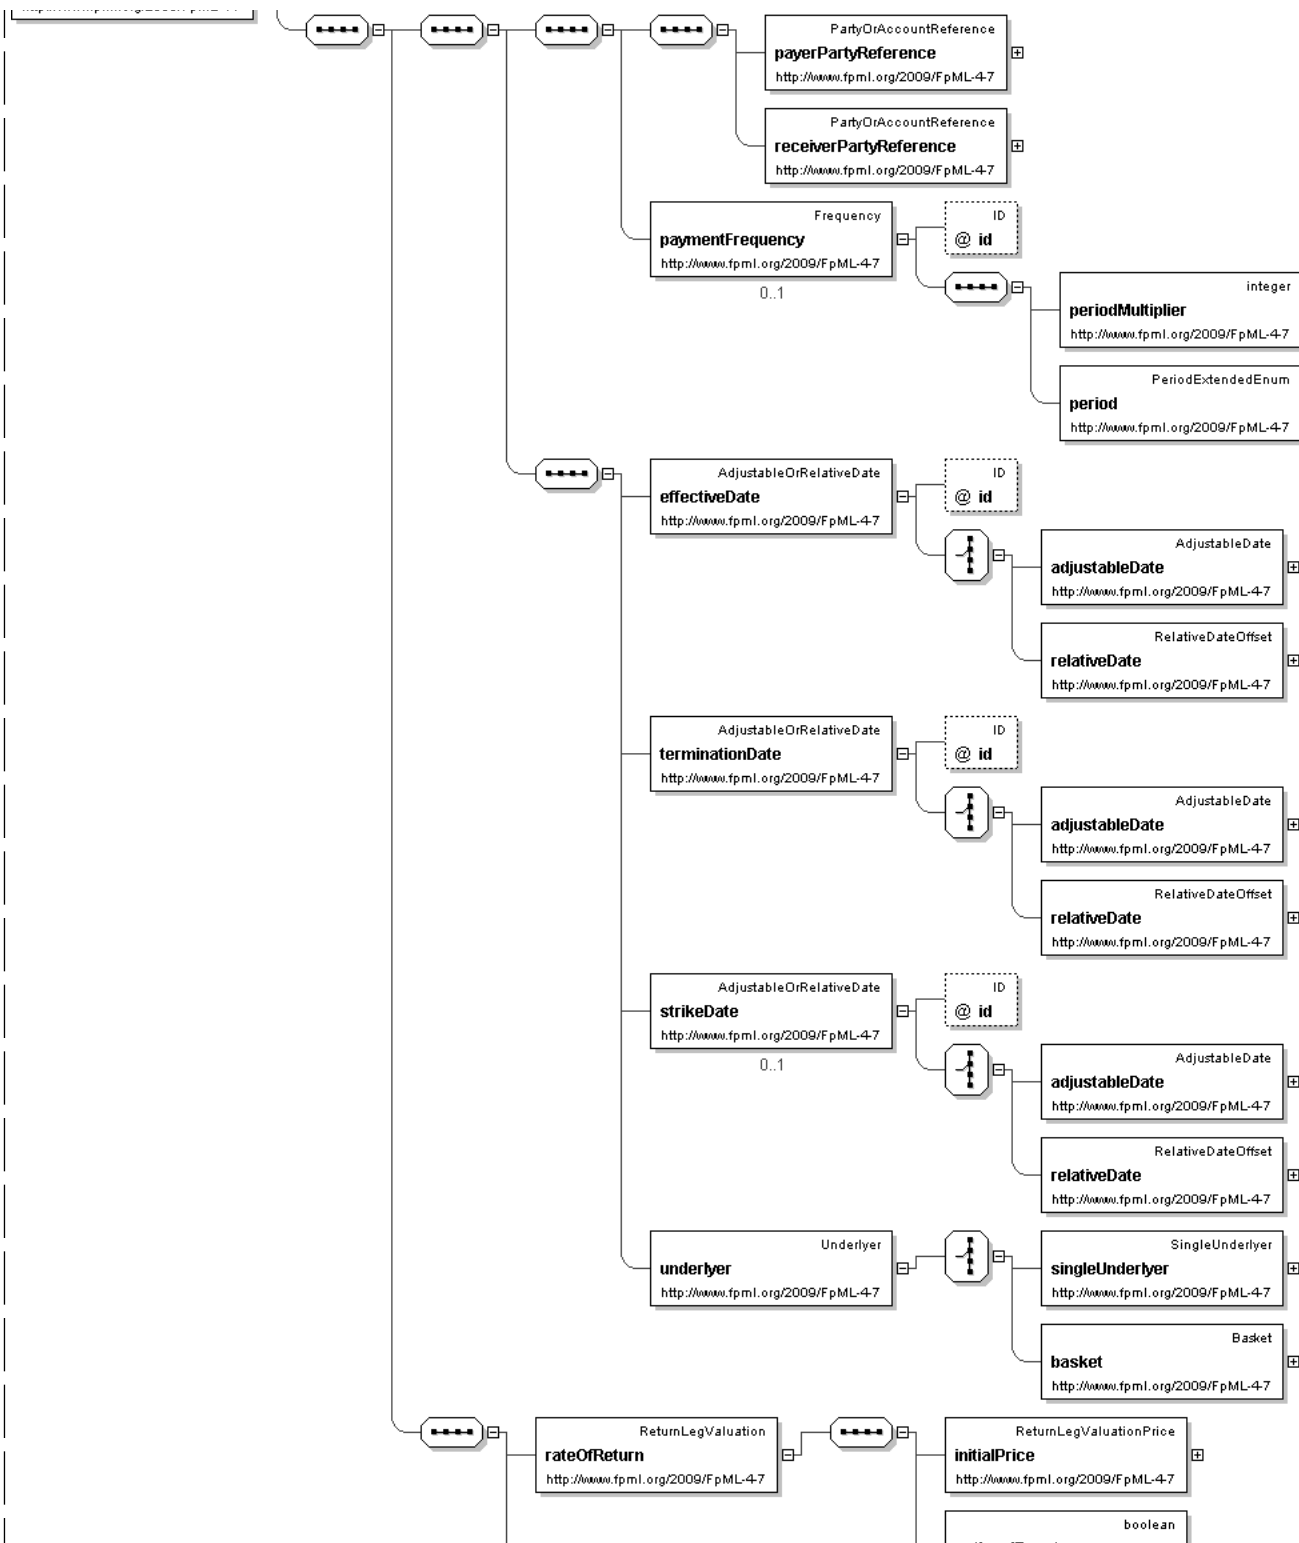 PartyOrAccountReference
payerPartyReference
http://www.fpml.org/2009/FpML-4-7
PartyOrAccountReference
receiverPartyReference
http://www.fpml.org/2009/FpML-4-7
Frequency
paymentFrequency
http://www.fpml.org/2009/FpML-4-7
0..1
ID
@ id
integer
periodMultiplier
http://www.fpml.org/2009/FpML-4-7
PeriodExtendedEnum
period
http://www.fpml.org/2009/FpML-4-7
AdjustableOrRelativeDate
effectiveDate
http://www.fpml.org/2009/FpML-4-7
ID
@ id
AdjustableDate
adjustableDate
http://www.fpml.org/2009/FpML-4-7
RelativeDateOffset
relativeDate
http://www.fpml.org/2009/FpML-4-7
AdjustableOrRelativeDate
terminationDate
http://www.fpml.org/2009/FpML-4-7
ID
@ id
AdjustableDate
adjustableDate
http://www.fpml.org/2009/FpML-4-7
RelativeDateOffset
relativeDate
http://www.fpml.org/2009/FpML-4-7
AdjustableOrRelativeDate
strikeDate
http://www.fpml.org/2009/FpML-4-7
0..1
ID
@ id
AdjustableDate
adjustableDate
http://www.fpml.org/2009/FpML-4-7
RelativeDateOffset
relativeDate
http://www.fpml.org/2009/FpML-4-7
Underlyer
underlyer
http://www.fpml.org/2009/FpML-4-7
SingleUnderlyer
singleUnderlyer
http://www.fpml.org/2009/FpML-4-7
Basket
basket
http://www.fpml.org/2009/FpML-4-7
ReturnLegValuation
rateOfReturn
http://www.fpml.org/2009/FpML-4-7
ReturnLegValuationPrice
initialPrice
http://www.fpml.org/2009/FpML-4-7
boolean